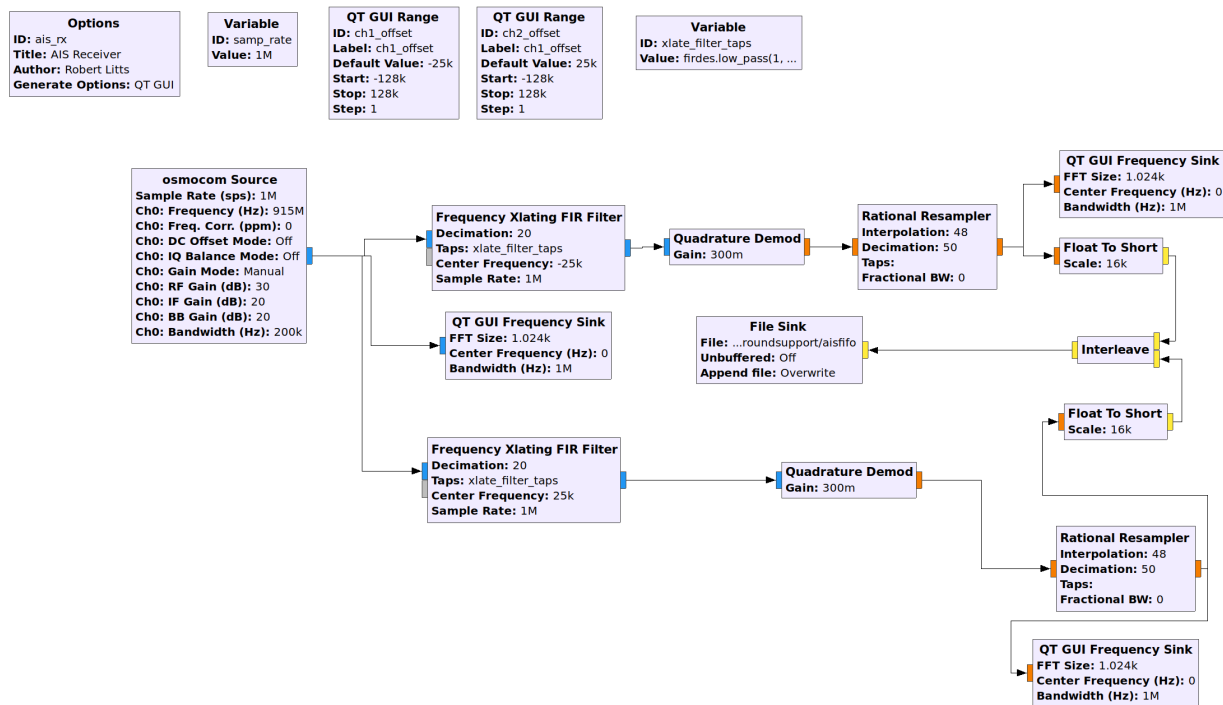 Options
ID: ais_rx
Title: AIS Receiver
Author: Robert Litts
Generate Options: QT GUI
Variable
ID: samp_rate
Value: 1M
QT GUI Range
ID: ch1_offset
Label: ch1_offset
Default Value: -25k
Start: -128k
Stop: 128k
Step: 1
QT GUI Range
ID: ch2_offset
Label: ch1_offset
Default Value: 25k
Start: -128k
Stop: 128k
Step: 1
Variable
ID: xlate_filter_taps
Value: firdes.low_pass(1, ...
osmocom Source
Sample Rate (sps): 1M
Ch0: Frequency (Hz): 915M
Ch0: Freq. Corr. (ppm): 0
Ch0: DC Offset Mode: Off
Ch0: IQ Balance Mode: Off
Ch0: Gain Mode: Manual
Ch0: RF Gain (dB): 30
Ch0: IF Gain (dB): 20
Ch0: BB Gain (dB): 20
Ch0: Bandwidth (Hz): 200k
Frequency Xlating FIR Filter
Decimation: 20
Taps: xlate_filter_taps
Center Frequency: -25k
Sample Rate: 1M
Quadrature Demod
Gain: 300m
Rational Resampler
Interpolation: 48
Decimation: 50
Taps:
Fractional BW: 0
QT GUI Frequency Sink
FFT Size: 1.024k
Center Frequency (Hz): 0
Bandwidth (Hz): 1M
Float To Short
Scale: 16k
QT GUI Frequency Sink
FFT Size: 1.024k
Center Frequency (Hz): 0
Bandwidth (Hz): 1M
File Sink
File: ...roundsupport/aisfifo
Unbuffered: Off
Append file: Overwrite
Interleave
Float To Short
Scale: 16k
Frequency Xlating FIR Filter
Decimation: 20
Taps: xlate_filter_taps
Center Frequency: 25k
Sample Rate: 1M
Quadrature Demod
Gain: 300m
Rational Resampler
Interpolation: 48
Decimation: 50
Taps:
Fractional BW: 0
QT GUI Frequency Sink
FFT Size: 1.024k
Center Frequency (Hz): 0
Bandwidth (Hz): 1M